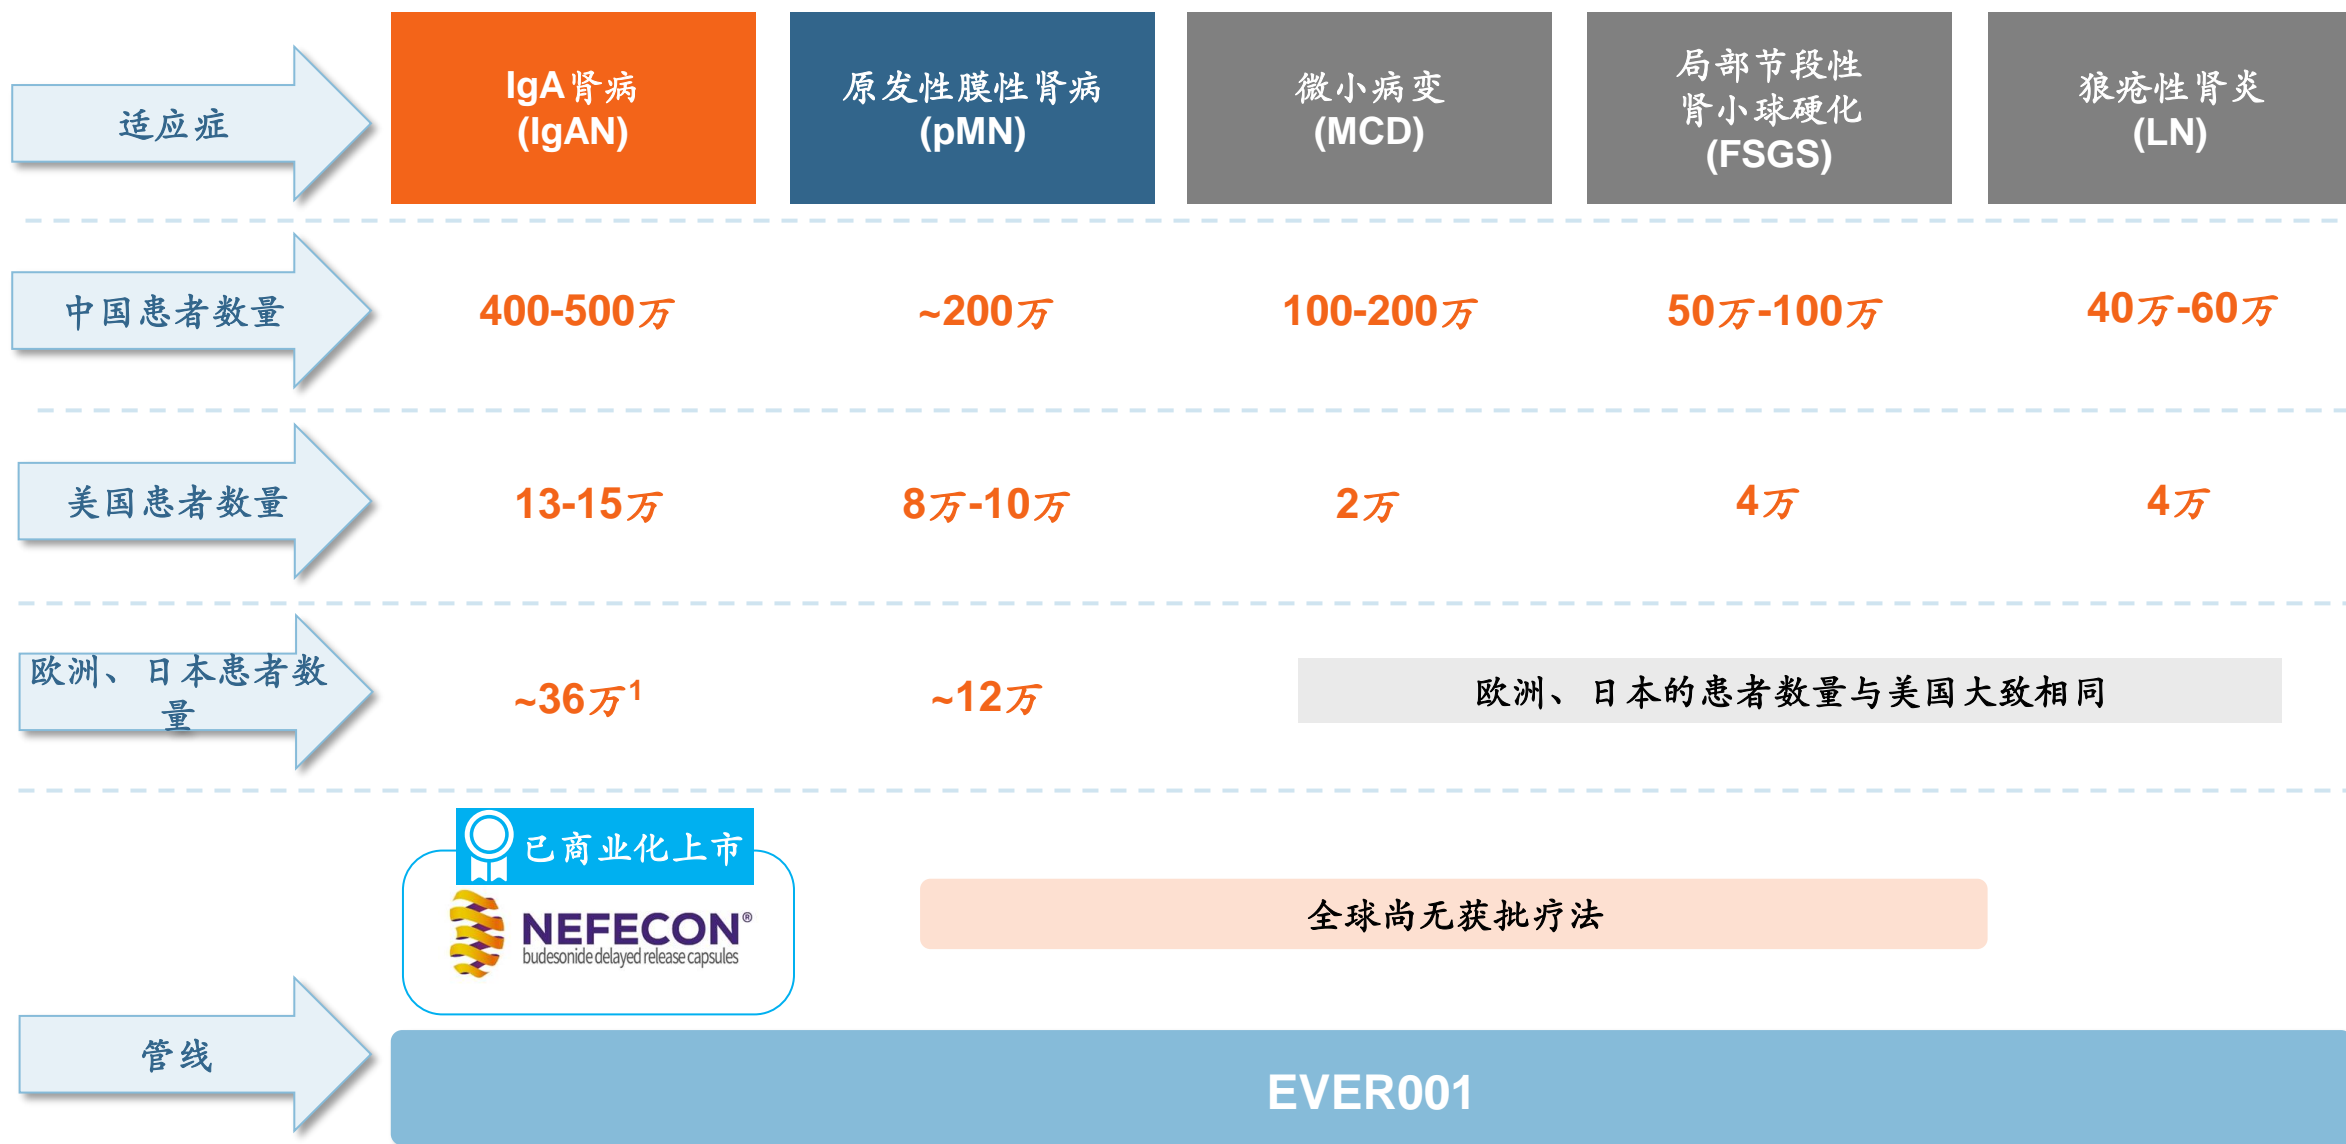 适应症
IgA肾病
(IgAN)
原发性膜性肾病
(pMN)
微小病变
(MCD)
局部节段性
肾小球硬化
(FSGS)
狼疮性肾炎
(LN)
中国患者数量
400-500万
~200万
100-200万
50万-100万
40万-60万
美国患者数量
13-15万
8万-10万
2万
4万
4万
欧洲、日本患者数
量
~36万1
~12万
欧洲、日本的患者数量与美国大致相同
管线
已商业化上市
NEFECON®
budesonide delayed release capsules
全球尚无获批疗法
EVER001